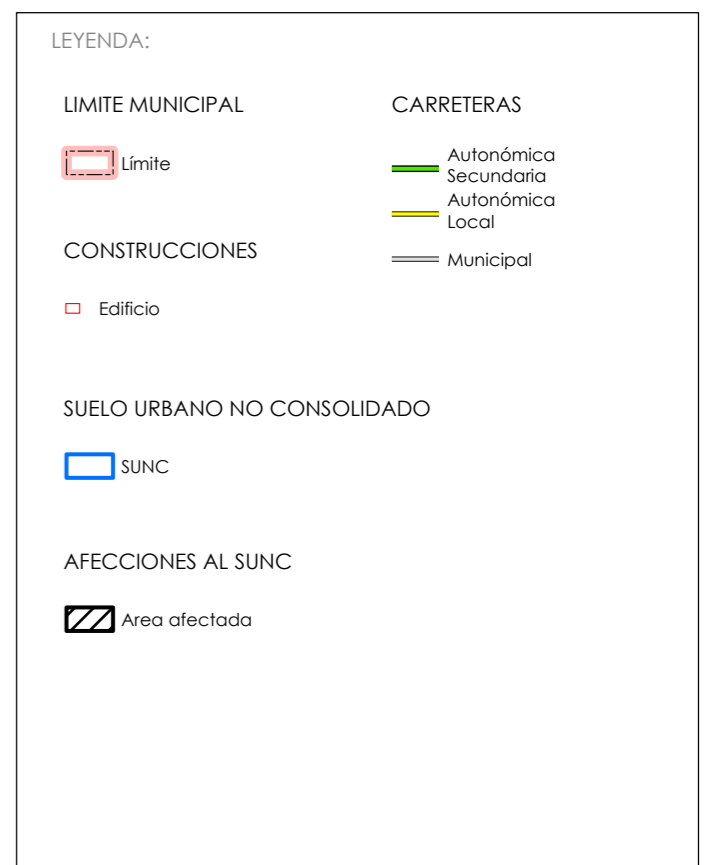 LEYENDA:
LIMITE MUNICIPAL
Límite
CONSTRUCCIONES
Edificio
CARRETERAS
Autonómica
Secundaria
Autonómica
Local
Municipal
SUELO URBANO NO CONSOLIDADO
SUNC
AFECCIONES AL SUNC
Area afectada